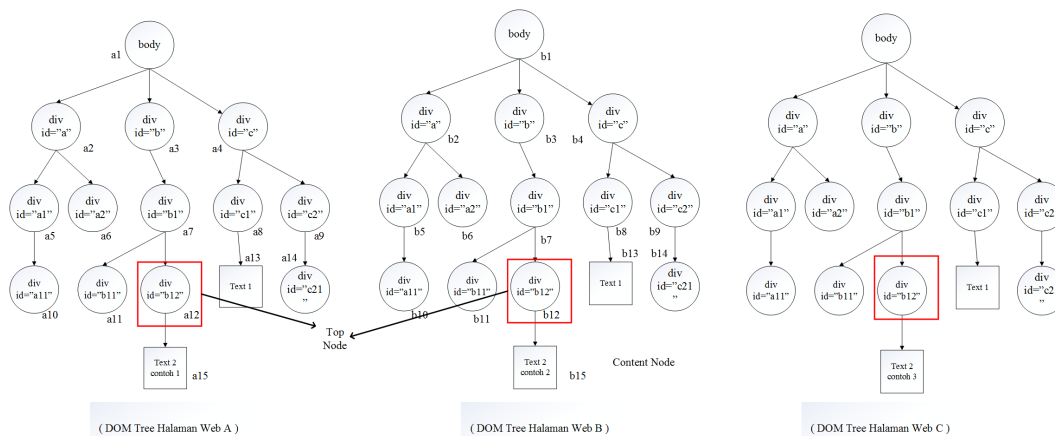 body
a1
div
id="a"
a2
div
id="b"
a3
div
id="c"
a4
div
id="a1"
a5
div
id="a2"
a6
div
id="b1"
a7
div
id="c1"
a8
div
id="c2"
a9
div
id="a11"
a10
div
id="b11"
a11
div
id="b12"
a12
a13
Text 1
a14
div
id="c21
"
Text 2
contoh 1
a15
( DOM Tree Halaman Web A )
Top
Node
body
b1
div
id="a"
b2
div
id="b"
b3
div
id="c"
b4
div
id="a1"
b5
div
id="a2"
b6
div
id="b1"
b7
div
id="c1"
b8
div
id="c2"
b9
div
id="a11"
b10
div
id="b11"
b11
div
id="b12"
b12
b13
Text 1
b14
div
id="c21
"
Text 2
contoh 2
b15
Content Node
( DOM Tree Halaman Web B )
body
div
id="a"
div
id="b"
div
id="c"
div
id="a1"
div
id="a2"
div
id="b1"
div
id="c1"
div
id="c2
div
id="a11"
div
id="b11"
div
id="b12"
Text 1
div
id="c2
"
Text 2
contoh 3
( DOM Tree Halaman Web C )